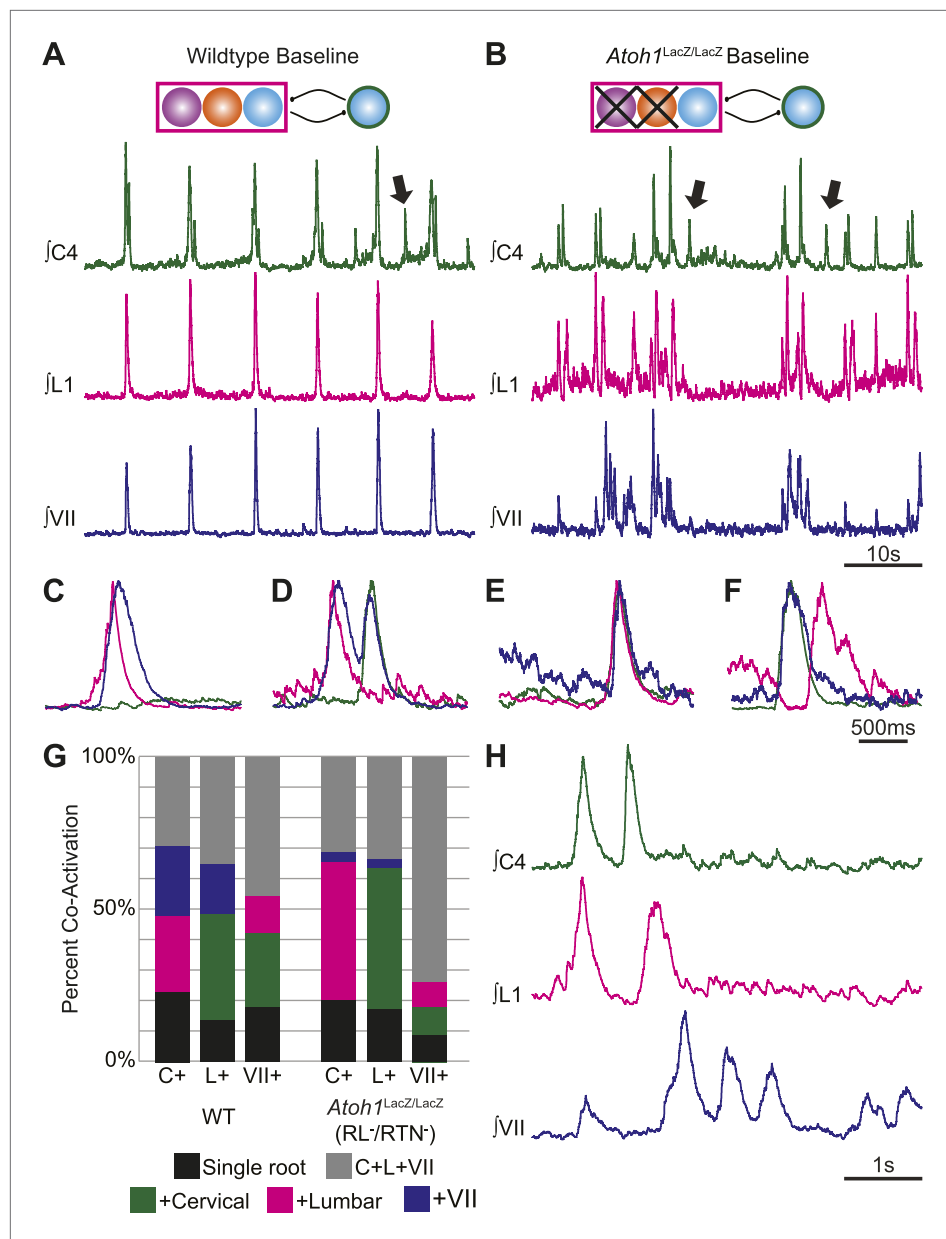 A
Wildtype Baseline
B
Atoh1LacZ/LacZ Baseline
∫C4
∫C4
∫L1
∫L1
∫VII
∫VII
10s
C
D
E
F
500ms
G
H
100%
Percent Co-Activation
50%
0%
C+ L+ VII+
C+ L+ VII+
WT
Atoh1LacZ/LacZ
(RL-/RTN-)
Single root
C+L+VII
+Cervical
+Lumbar
+VII
∫C4
∫L1
∫VII
1s